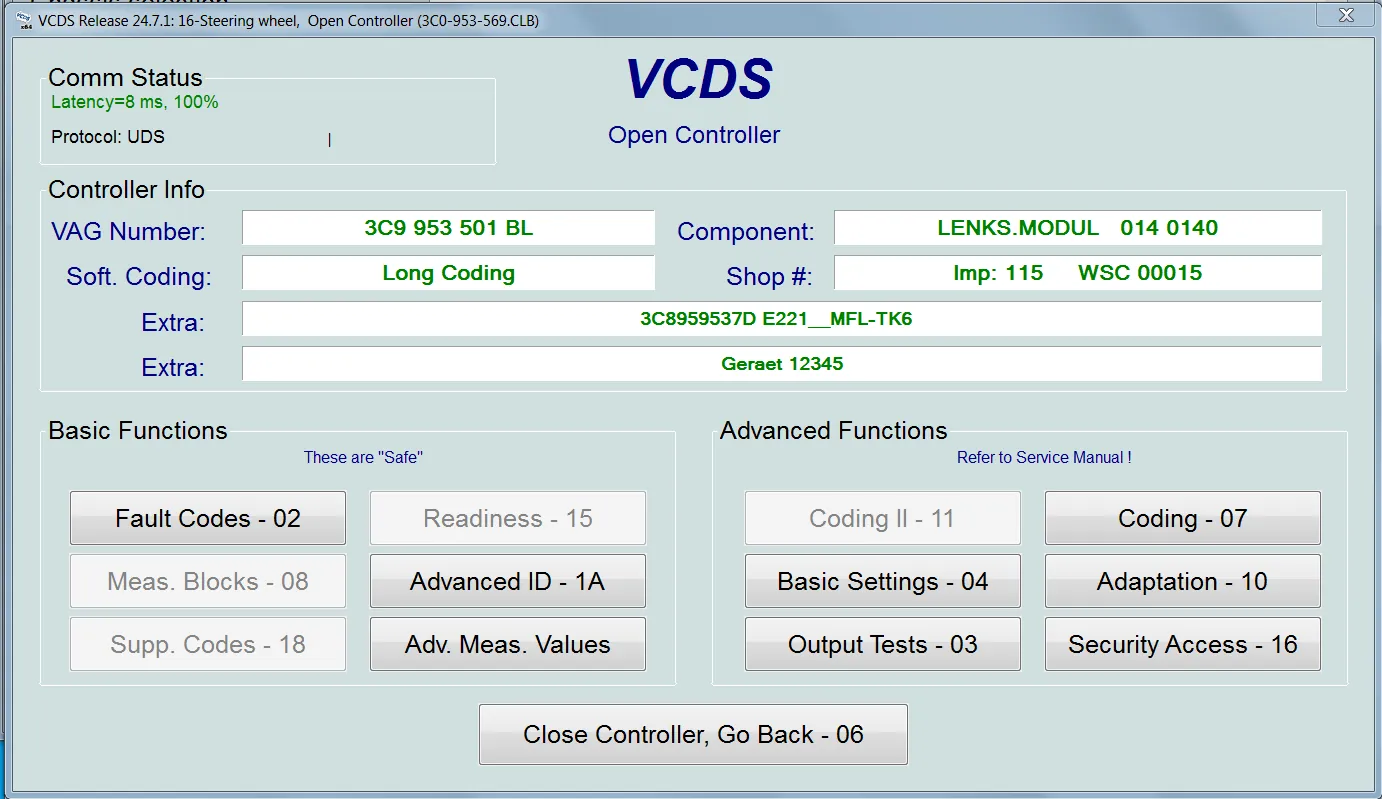 VCDS Release 24.7.1: 16-Steering wheel, Open Controller (3C0-953-569.CLB)
Comm Status
Latency=8 ms, 100%
Protocol: UDS
|
VCDS
Open Controller
Controller Info
VAG Number: 3C9 953 501 BL Component: LENKS.MODUL 014 0140
Soft. Coding: Long Coding Shop #: Imp: 115 WSC 00015
Extra: 3C8959537D E221__MFL-TK6
Extra: Geraet 12345
Basic Functions
These are "Safe"
Fault Codes - 02 Readiness - 15
Meas. Blocks - 08 Advanced ID - 1A
Supp. Codes - 18 Adv. Meas. Values
Advanced Functions
Refer to Service Manual !
Coding II - 11 Coding - 07
Basic Settings - 04 Adaptation - 10
Output Tests - 03 Security Access - 16
Close Controller, Go Back - 06